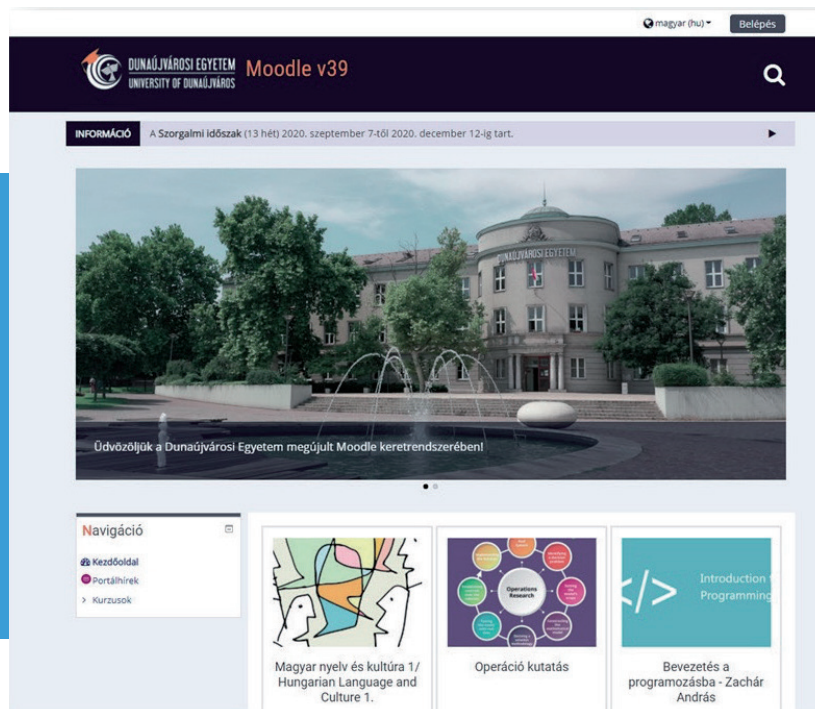 magyar (hu)
Belépés
DUNAÚJVÁROSI EGYETEM
UNIVERSITY OF DUNAÚJVÁROS
Moodle v39
INFORMÁCIÓ
A Szorgalmi időszak (13 hét) 2020. szeptember 7-től 2020. december 12-ig tart.
DUNAÚJVÁROSI EGYETEM
Üdvözöljük a Dunaújvárosi Egyetem megújult Moodle keretrendszerében!
Navigáció
Kezdőoldal
Portálhírek
Kurzusok
Operations
Research
</>
Introduction
Programming
Magyar nyelv és kultúra 1/
Hungarian Language and
Culture 1.
Operáció kutatás
Bevezetés a
programozásba - Zachár
András